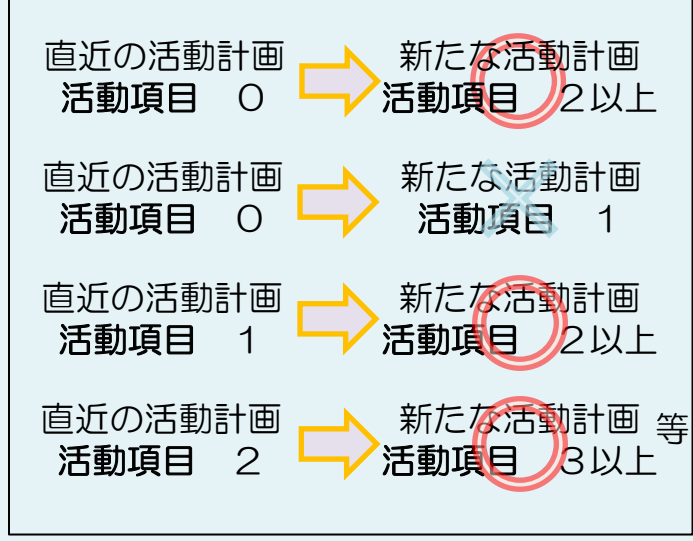 直近の活動計画 新たな活動計画
活動項目 0 活動項目 2以上
直近の活動計画 新たな活動計画
活動項目 0 活動項目 1
直近の活動計画 新たな活動計画
活動項目 1 活動項目 2以上
直近の活動計画 新たな活動計画 等
活動項目 2 活動項目 3以上